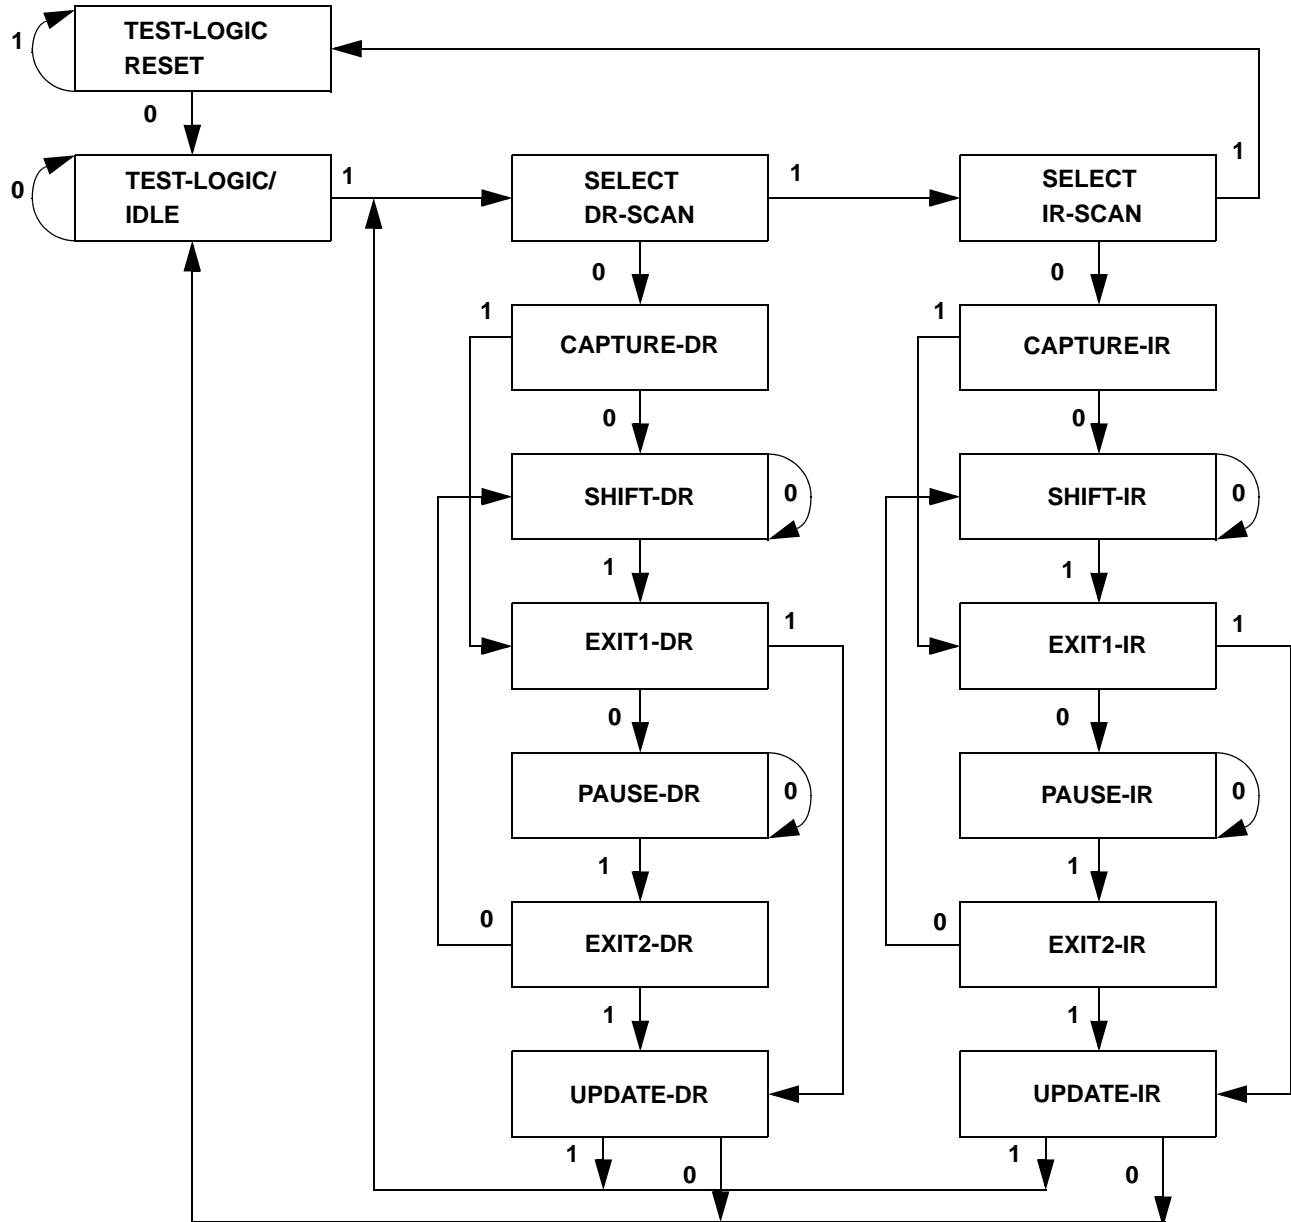 TEST-LOGIC
RESET
1
0
TEST-LOGIC/
IDLE
0
1
SELECT
DR-SCAN
1
SELECT
IR-SCAN
1
0
0
1
CAPTURE-DR
1
CAPTURE-IR
0
0
SHIFT-DR
0
SHIFT-IR
0
1
1
EXIT1-DR
1
EXIT1-IR
1
0
0
PAUSE-DR
0
PAUSE-IR
0
1
1
0
EXIT2-DR
0
EXIT2-IR
1
1
UPDATE-DR
UPDATE-IR
1
0
1
0